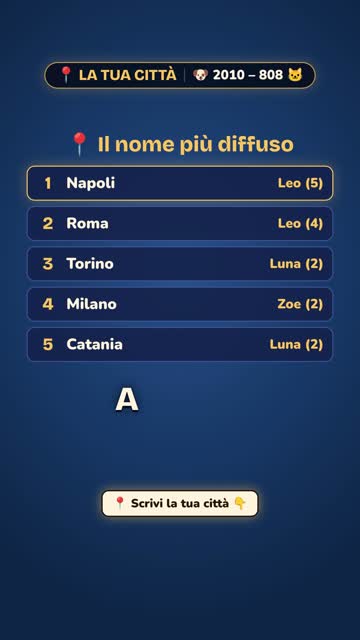 📍 LA TUA CITTÀ | 🐶 2010 – 808 🐱
📍 Il nome più diffuso
1 Napoli Leo (5)
2 Roma Leo (4)
3 Torino Luna (2)
4 Milano Zoe (2)
5 Catania Luna (2)
A
📍 Scrivi la tua città 👇